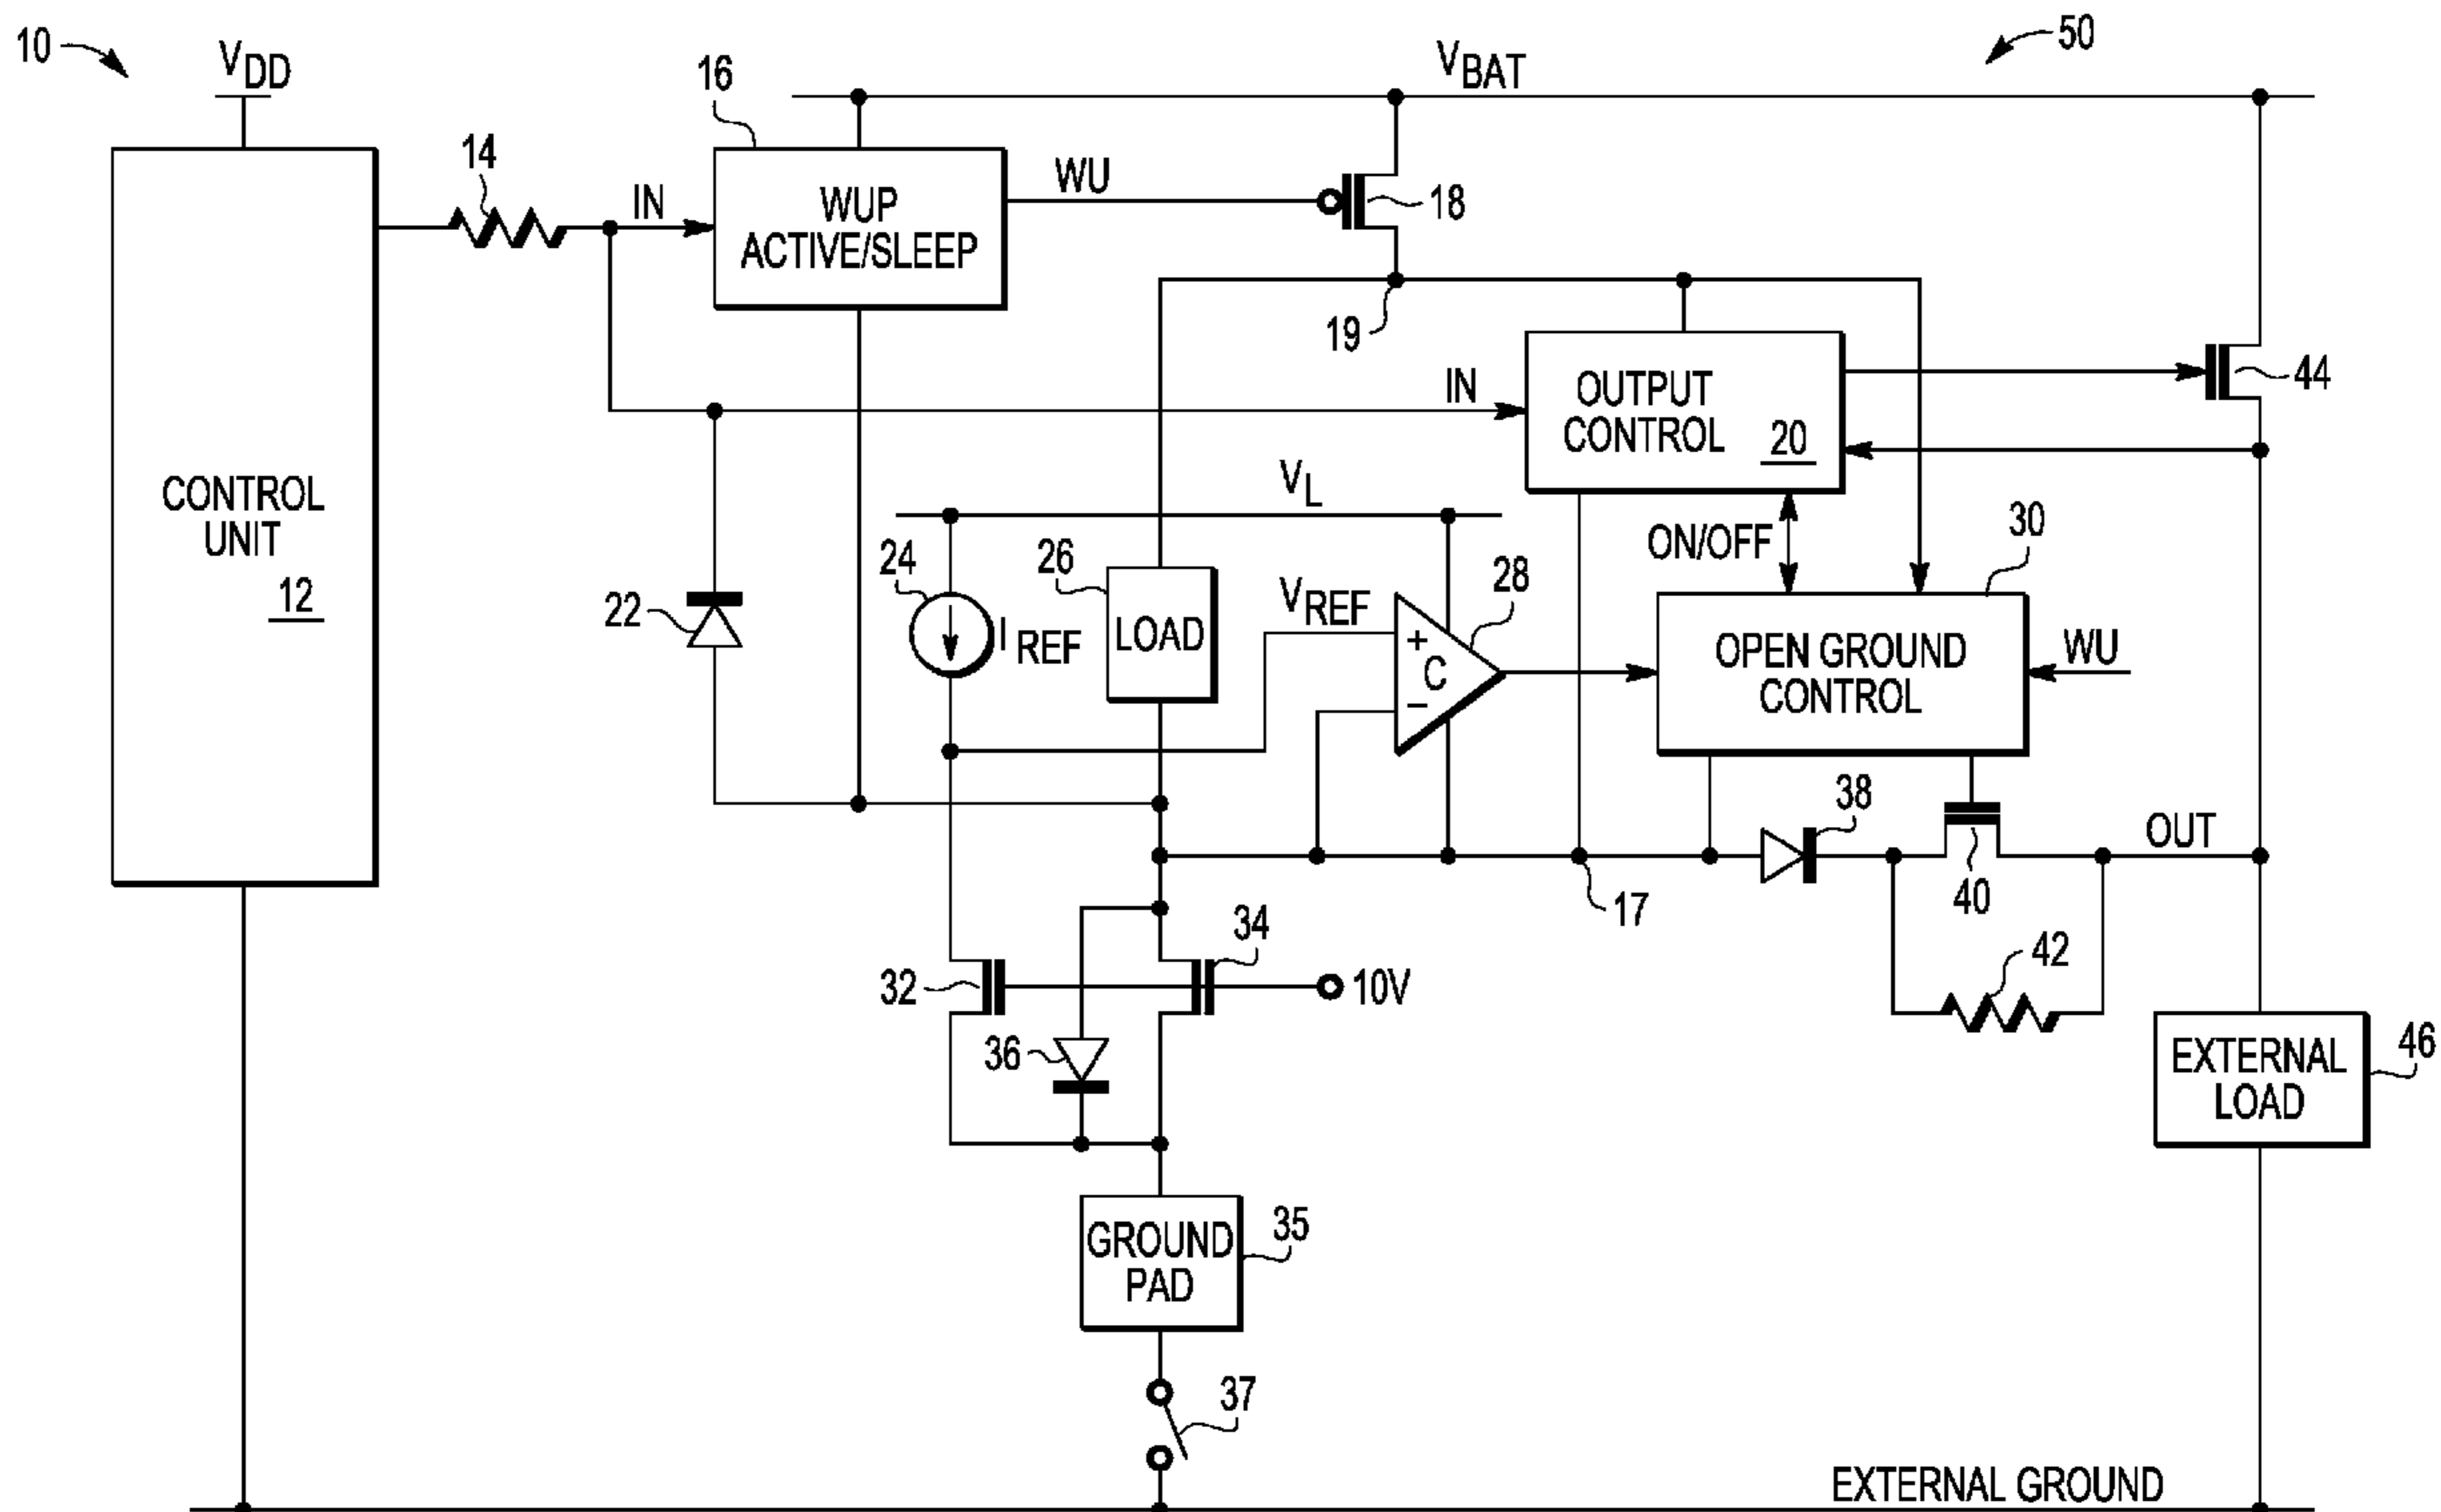 10
VDD
16
VBAT
50
14
IN
WUP
ACTIVE/SLEEP
WU
18
19
IN
OUTPUT
CONTROL 20
44
CONTROL
UNIT
12
VL
ON/OFF
30
24
IREF
26
LOAD
VREF
28
+
C
−
22
OPEN GROUND
CONTROL
WU
38
OUT
40
17
34
32
10V
42
36
EXTERNAL
LOAD
46
GROUND
PAD
35
37
EXTERNAL GROUND